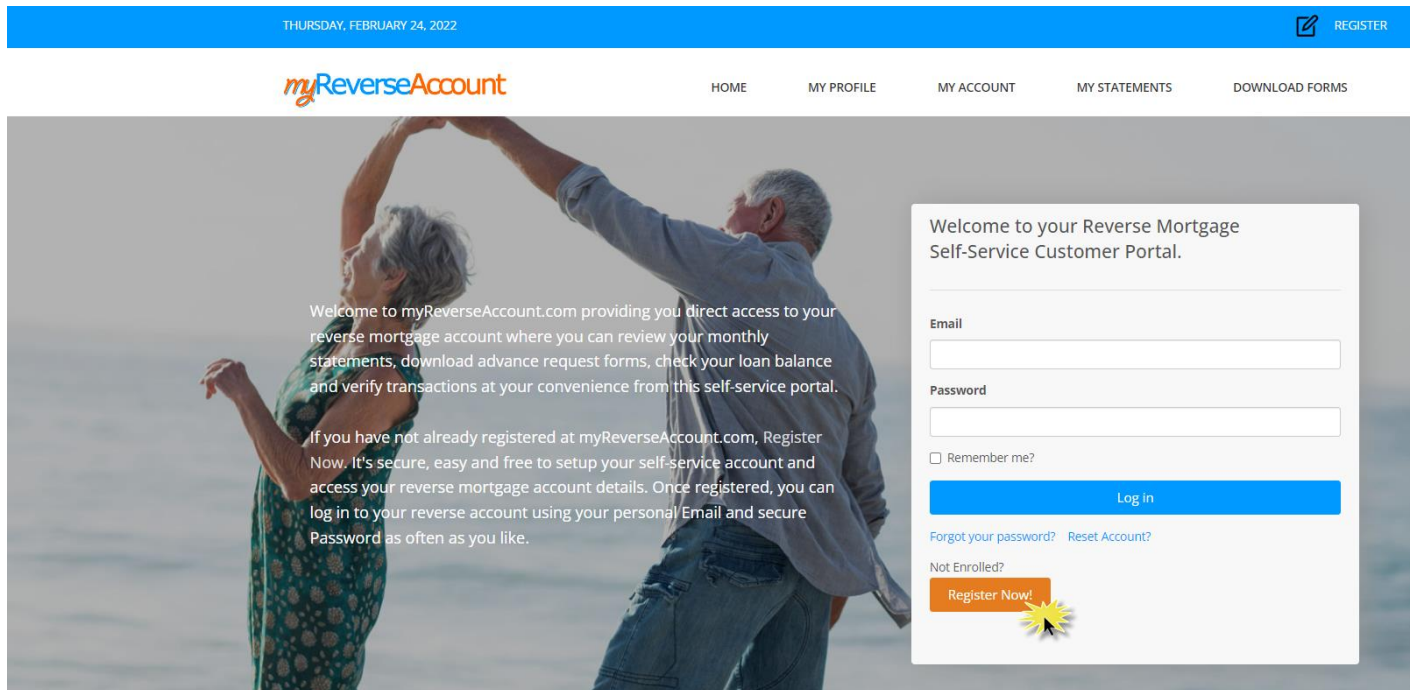 THURSDAY, FEBRUARY 24, 2022
REGISTER
myReverseAccount
HOME
MY PROFILE
MY ACCOUNT
MY STATEMENTS
DOWNLOAD FORMS
Welcome to myReverseAccount.com providing you direct access to your
reverse mortgage account where you can review your monthly
statements, download advance request forms, check your loan balance
and verify transactions at your convenience from this self-service portal.
If you have not already registered at myReverseAccount.com, Register
Now. It's secure, easy and free to setup your self-service account and
access your reverse mortgage account details. Once registered, you can
log in to your reverse account using your personal Email and secure
Password as often as you like.
Welcome to your Reverse Mortgage
Self-Service Customer Portal.
Email
Password
Remember me?
Log in
Forgot your password? Reset Account?
Not Enrolled?
Register Now!